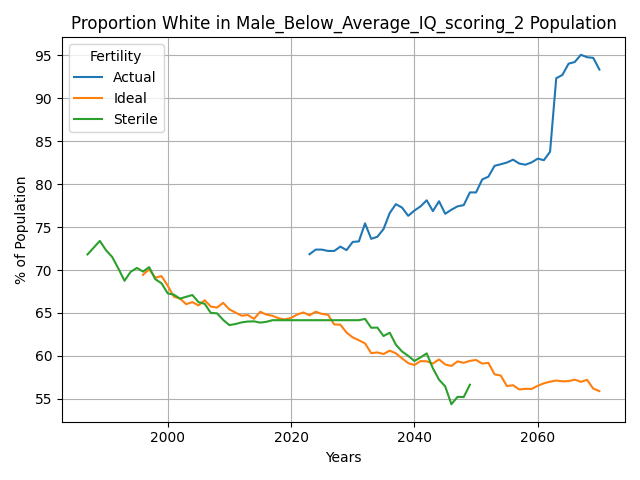 Proportion White in Male_Below_Average_IQ_scoring_2 Population
Fertility
Actual
Ideal
Sterile
95
90
85
80
75
70
65
60
55
% of Population
2000
2020
2040
2060
Years